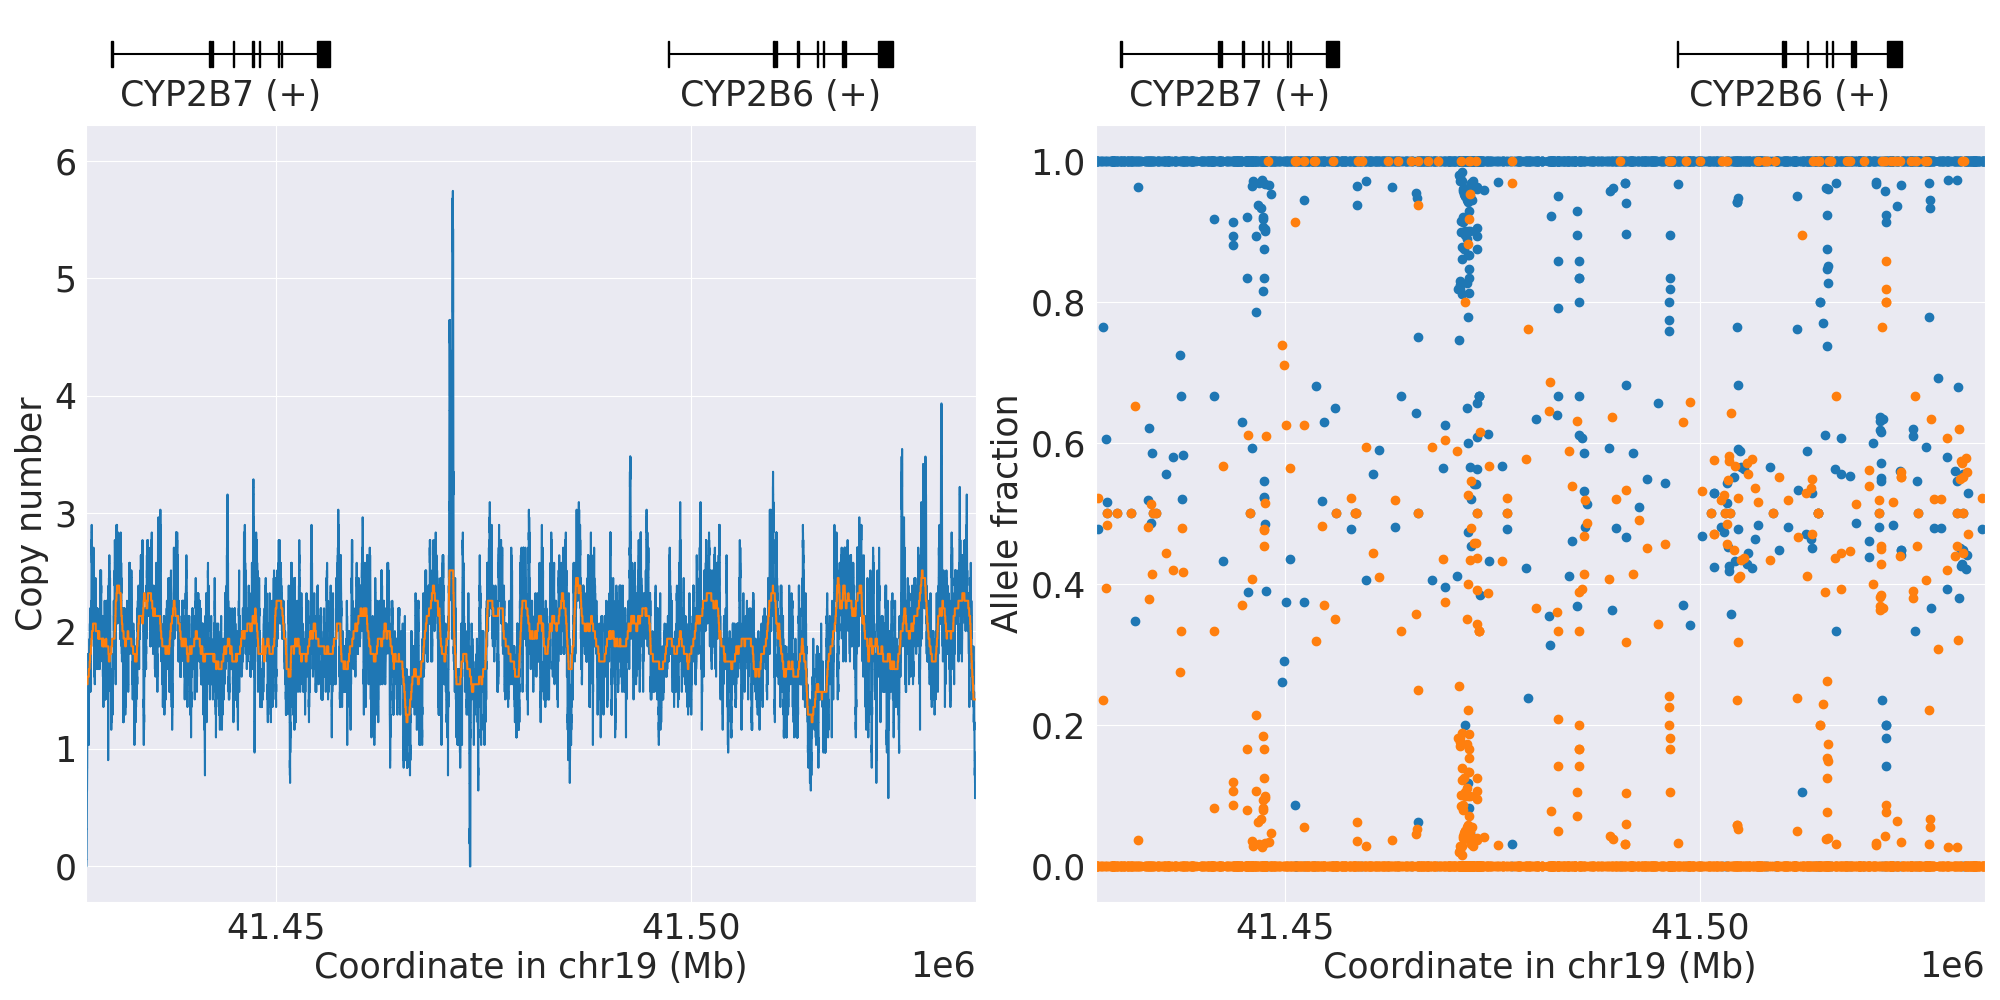 CYP2B7 (+)
CYP2B6 (+)
CYP2B7 (+)
CYP2B6 (+)
6
5
4
3
2
1
0
Copy number
41.45
41.50
Coordinate in chr19 (Mb)
1e6
1.0
0.8
0.6
0.4
0.2
0.0
Allele fraction
41.45
41.50
Coordinate in chr19 (Mb)
1e6